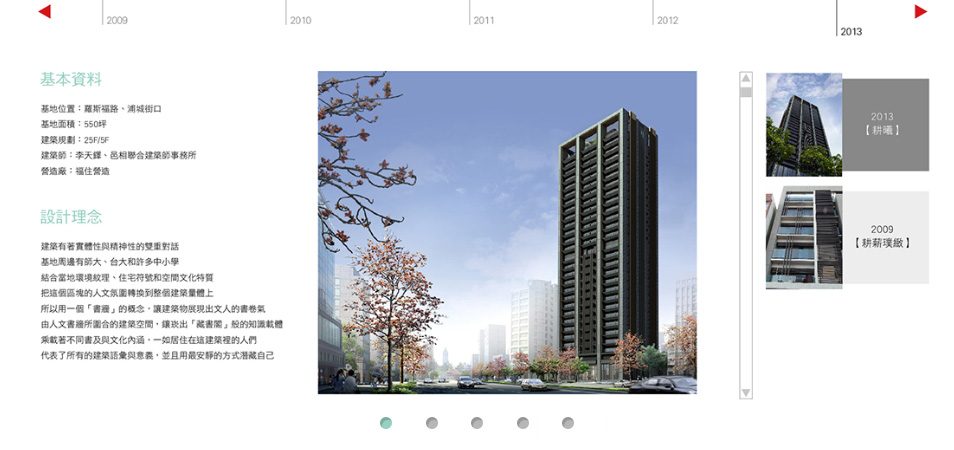 2009
2010
2011
2012
2013
基本資料
基地位置：羅斯福路、浦城街口
基地面積：550坪
建築規劃：25F/5F
建築師：李天鐸、邑相聯合建築師事務所
營造廠：福住營造
設計理念
建築有著實體性與精神性的雙重對話
基地周邊有師大、台大和許多中小學
結合當地環境紋理、住宅符號和空間文化特質
把這個區塊的人文氛圍轉換到整個建築量體上
所以用一個「書牆」的概念，讓建築物展現出文人的書卷氣
由人文書牆所圍合的建築空間，鑲崁出「藏書閣」般的知識載體
乘載著不同書及與文化內涵，一如居住在這建築裡的人們
代表了所有的建築語彙與意義，並且用最安靜的方式潛藏自己
2013
【耕曦】
2009
【耕薪璞緻】